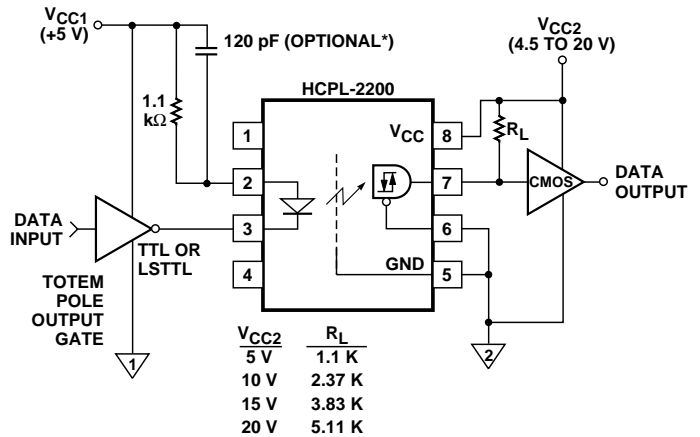 VCC1
(+5 V)
120 pF (OPTIONAL*)
VCC2
(4.5 TO 20 V)
HCPL-2200
1.1
kΩ
1
VCC
8
RL
2
7
CMOS
DATA
OUTPUT
DATA
INPUT
3
6
TTL OR
LSTTL
4
GND
5
TOTEM
POLE
OUTPUT
GATE
1
2
VCC2 RL
5 V 1.1 K
10 V 2.37 K
15 V 3.83 K
20 V 5.11 K